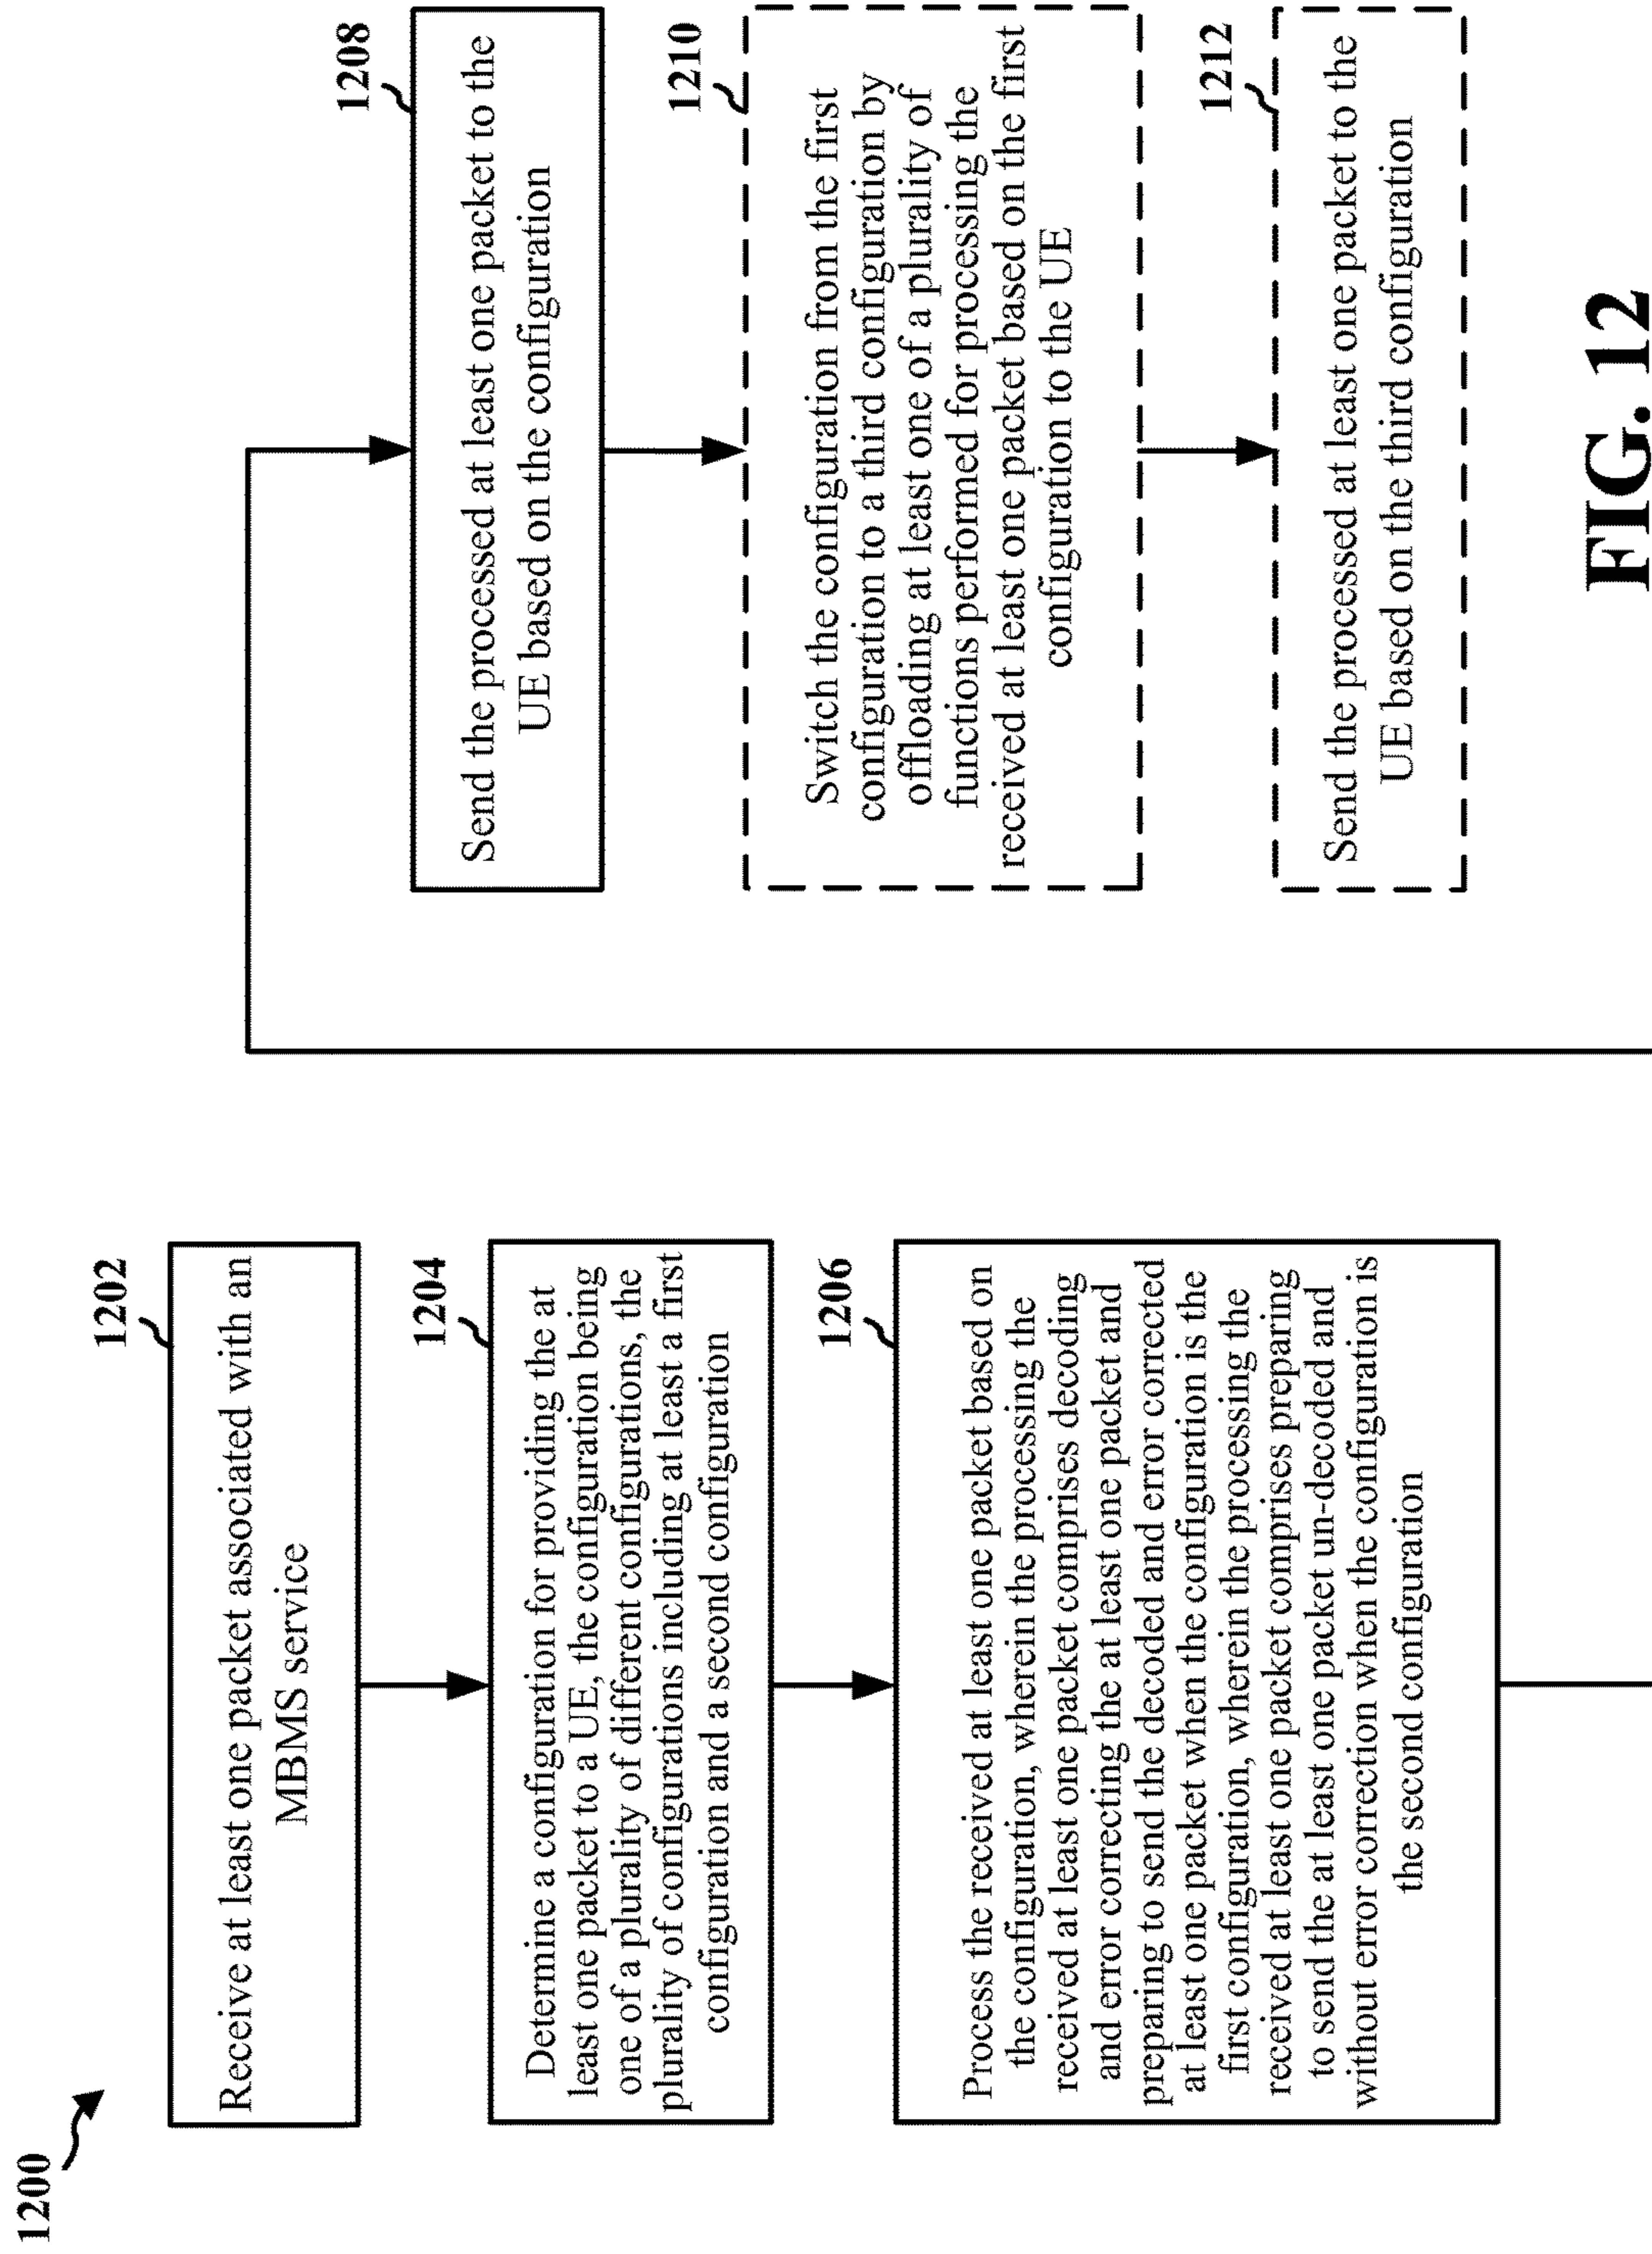 1200
1202
Receive at least one packet associated with an
MBMS service
1204
Determine a configuration for providing the at
least one packet to a UE, the configuration being
one of a plurality of different configurations, the
plurality of configurations including at least a first
configuration and a second configuration
1206
Process the received at least one packet based on
the configuration, wherein the processing the
received at least one packet comprises decoding
and error correcting the at least one packet and
preparing to send the decoded and error corrected
at least one packet when the configuration is the
first configuration, wherein the processing the
received at least one packet comprises preparing
to send the at least one packet un-decoded and
without error correction when the configuration is
the second configuration
1208
Send the processed at least one packet to the
UE based on the configuration
1210
Switch the configuration from the first
configuration to a third configuration by
offloading at least one of a plurality of
functions performed for processing the
received at least one packet based on the first
configuration to the UE
1212
Send the processed at least one packet to the
UE based on the third configuration
FIG. 12